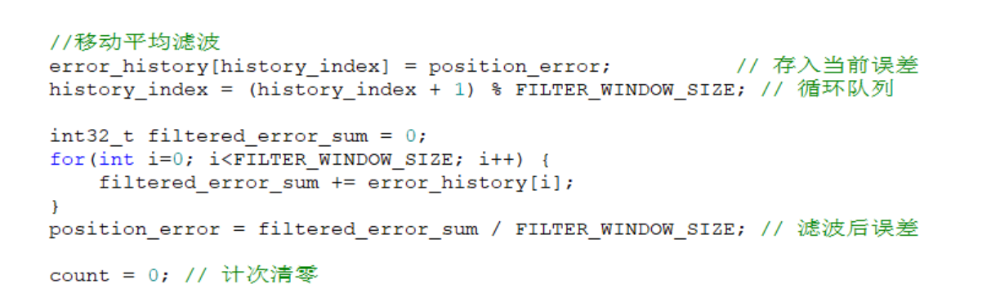 //移动平均滤波
error_history[history_index] = position_error;          // 存入当前误差
history_index = (history_index + 1) % FILTER_WINDOW_SIZE; // 循环队列
int32_t filtered_error_sum = 0;
for(int i=0; i<FILTER_WINDOW_SIZE; i++) {
    filtered_error_sum += error_history[i];
}
position_error = filtered_error_sum / FILTER_WINDOW_SIZE; // 滤波后误差
count = 0; // 计次清零